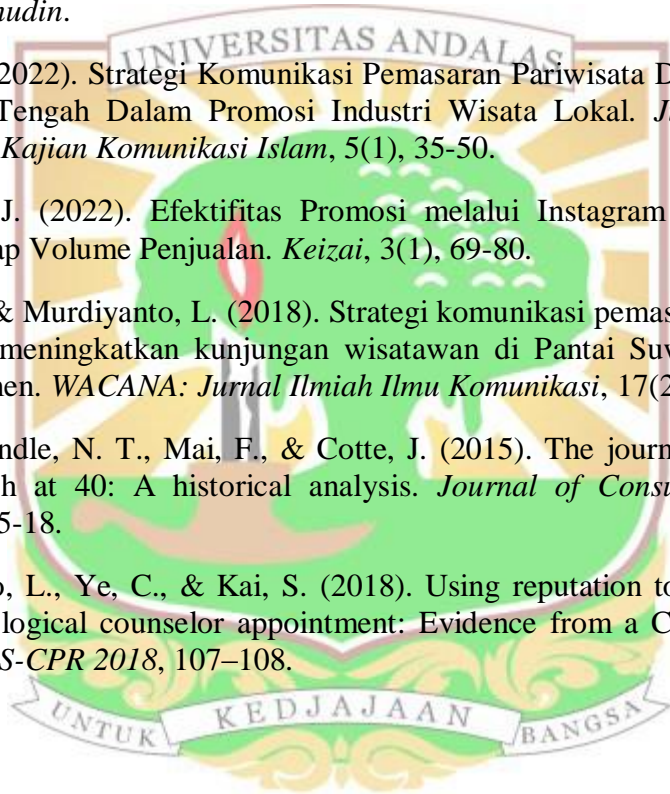 nudin.
UNIVERSITAS ANDALAS
2022). Strategi Komunikasi Pemasaran Pariwisata D
Tengah Dalam Promosi Industri Wisata Lokal. J
Kajian Komunikasi Islam, 5(1), 35-50.
J. (2022). Efektifitas Promosi melalui Instagram
ap Volume Penjualan. Keizai, 3(1), 69-80.
& Murdiyanto, L. (2018). Strategi komunikasi pemas
meningkatkan kunjungan wisatawan di Pantai Suw
nen. WACANA: Jurnal Ilmiah Ilmu Komunikasi, 17(2
ndle, N. T., Mai, F., & Cotte, J. (2015). The journ
h at 40: A historical analysis. Journal of Consu
5-18.
o, L., Ye, C., & Kai, S. (2018). Using reputation to
logical counselor appointment: Evidence from a C
S-CPR 2018, 107–108.
UNTUK KEDJAJAAN BANGSA